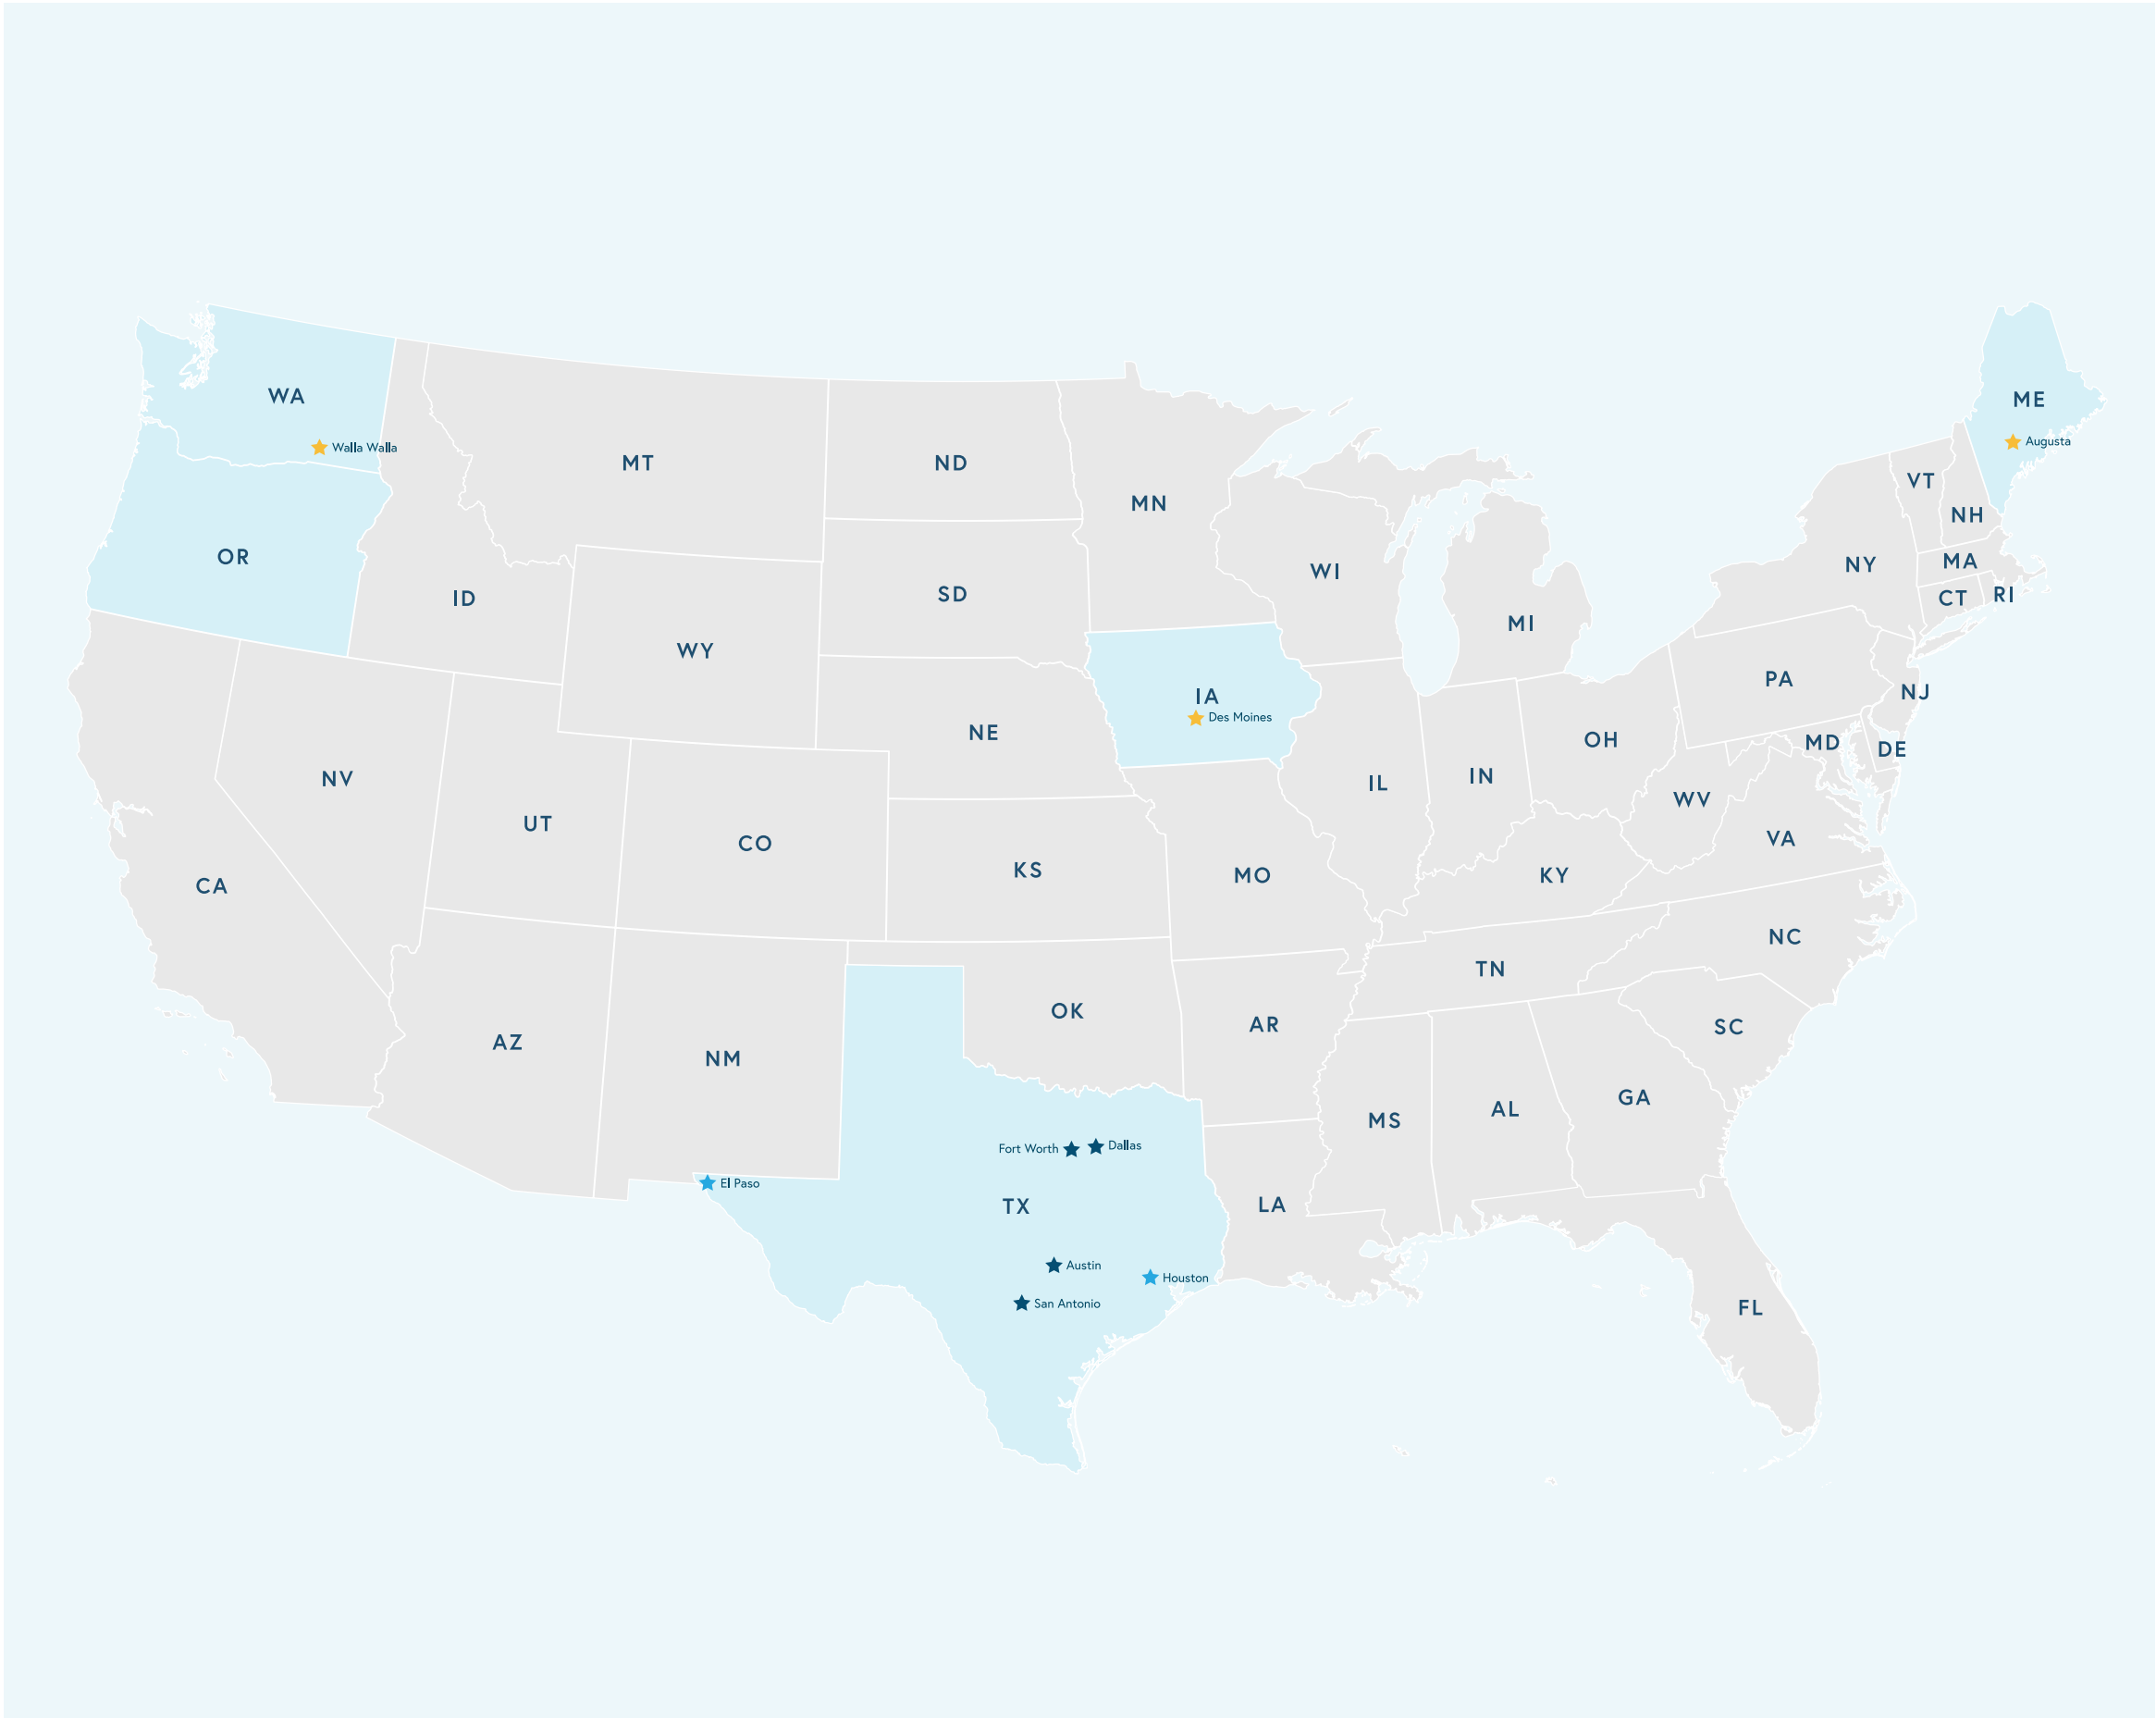 WA
Walla Walla
OR
CA
NV
ID
MT
WY
UT
AZ
CO
NM
ND
SD
NE
KS
OK
TX
El Paso
Fort Worth
Dallas
Austin
San Antonio
Houston
MN
IA
Des Moines
MO
AR
LA
WI
IL
MI
IN
OH
KY
TN
MS
AL
GA
FL
SC
NC
VA
WV
MD
DE
PA
NJ
NY
CT
RI
MA
VT
NH
ME
Augusta